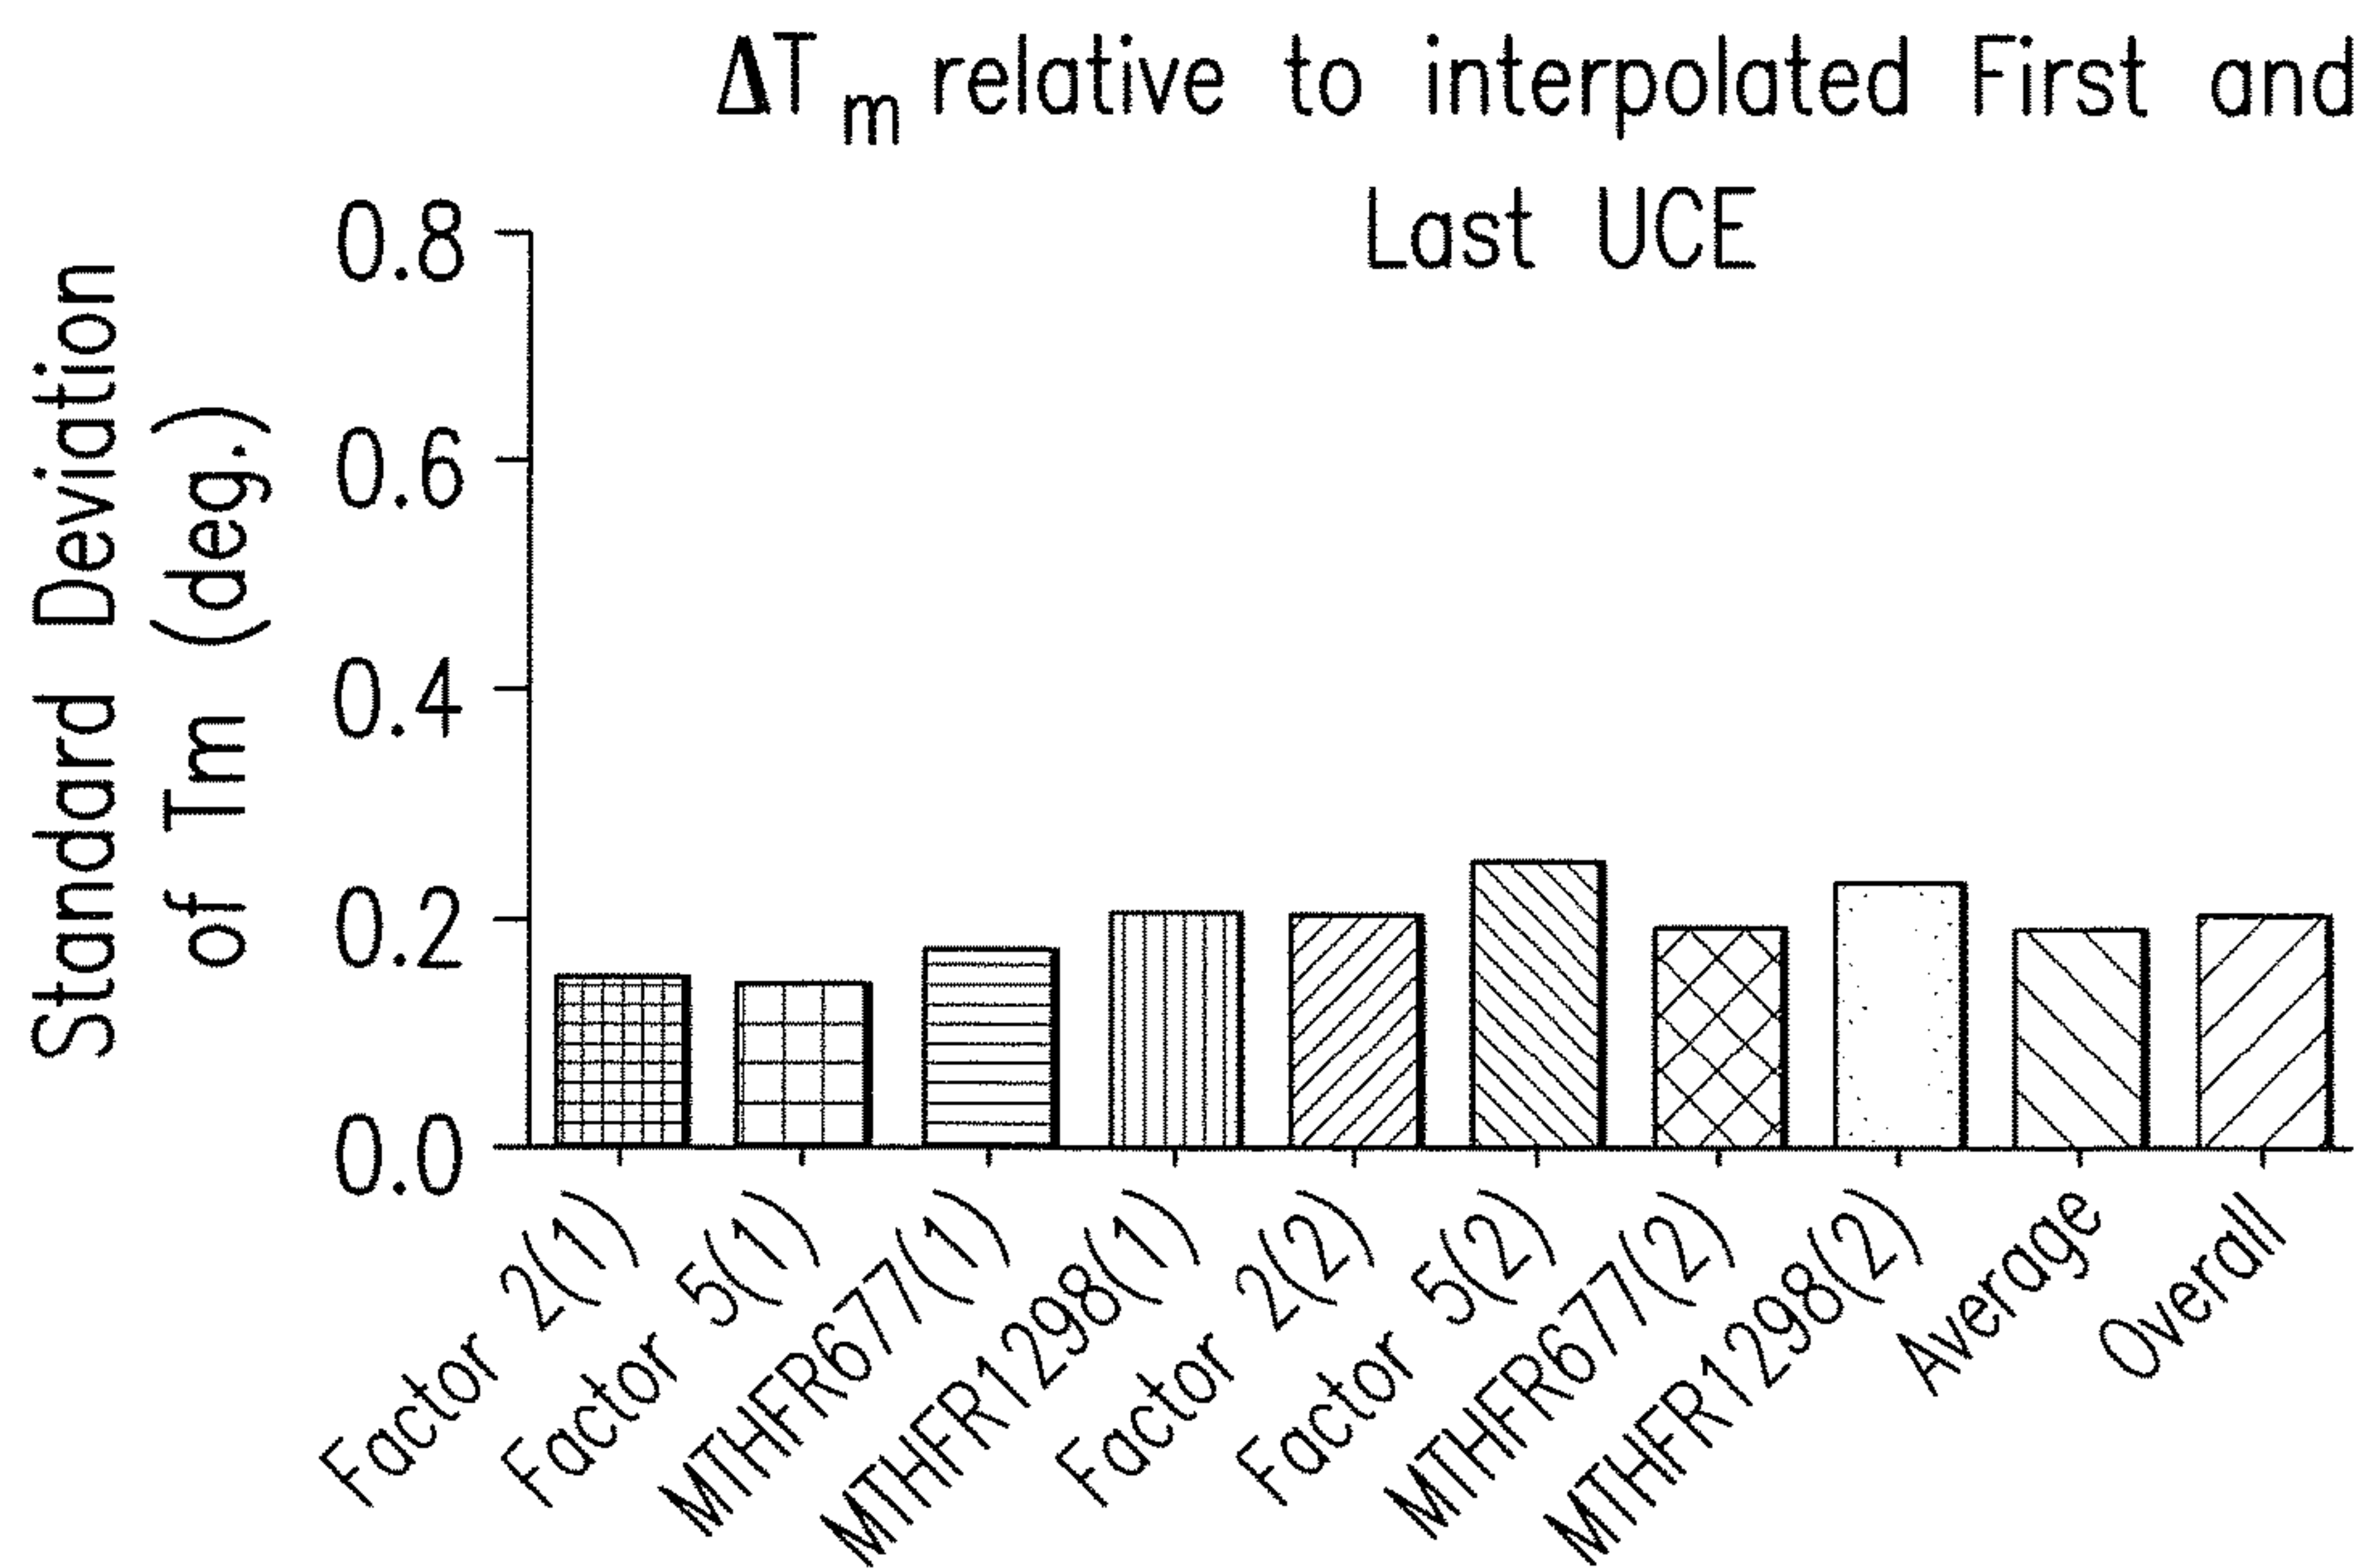 ΔTm relative to interpolated First and
Last UCE
Standard Deviation
of Tm (deg.)
0.8
0.6
0.4
0.2
0.0
Factor 2(1)
Factor 5(1)
MTHFR677(1)
MTHFR1298(1)
Factor 2(2)
Factor 5(2)
MTHFR677(2)
MTHFR1298(2)
Average
Overall